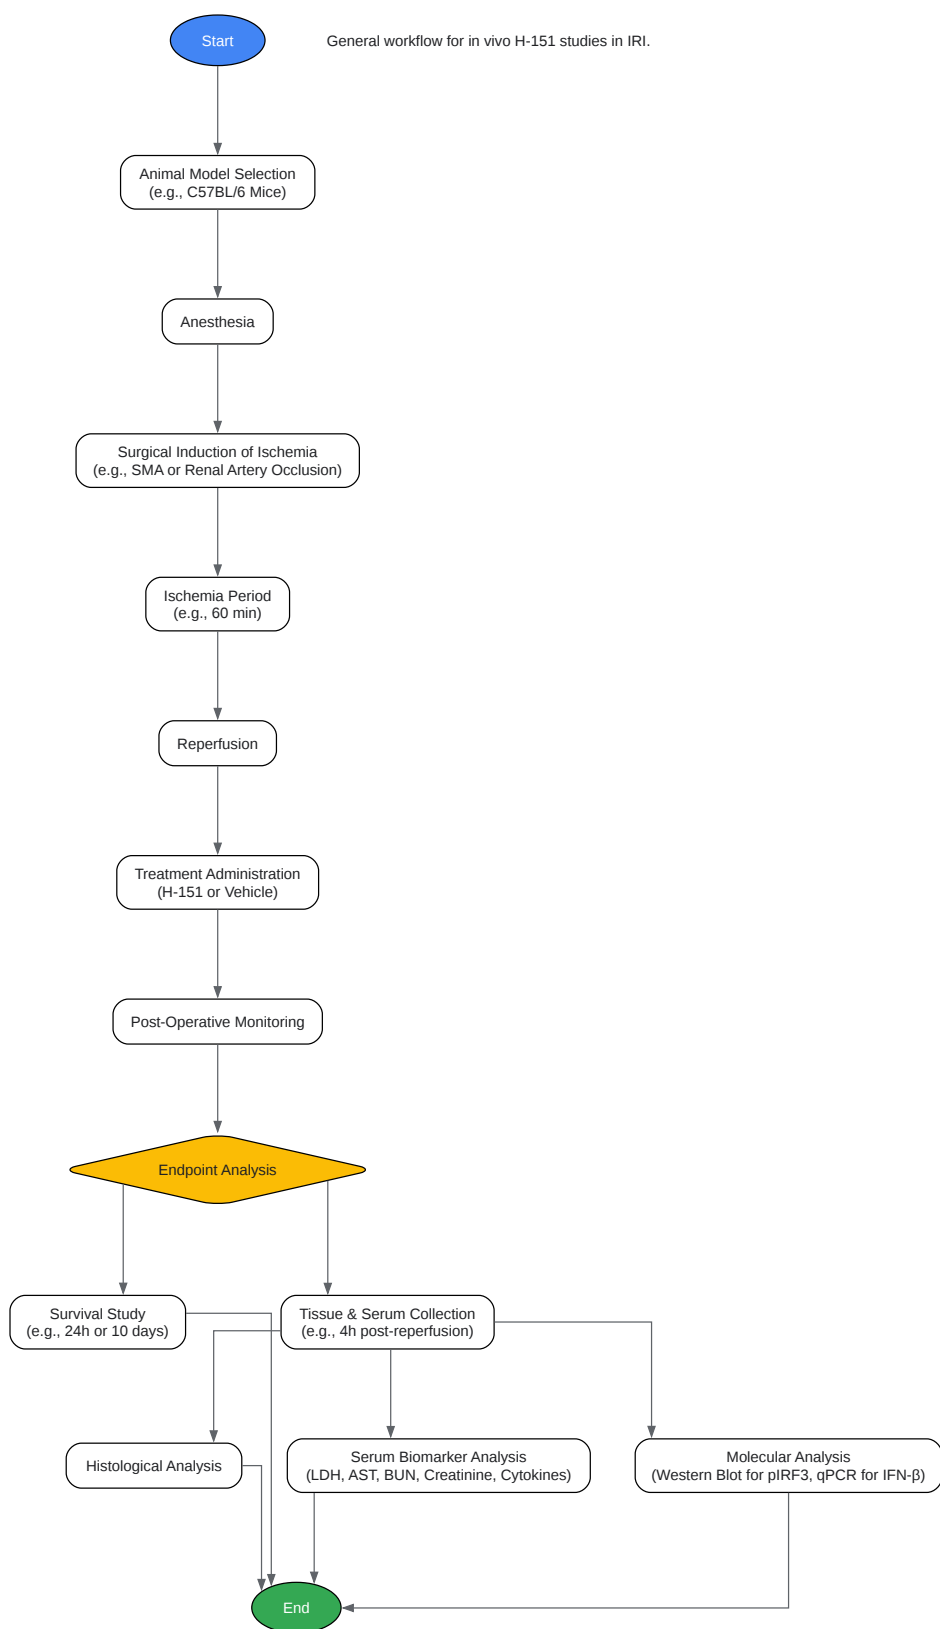 Start
General workflow for in vivo H-151 studies in IRI.
Animal Model Selection
(e.g., C57BL/6 Mice)
Anesthesia
Surgical Induction of Ischemia
(e.g., SMA or Renal Artery Occlusion)
Ischemia Period
(e.g., 60 min)
Reperfusion
Treatment Administration
(H-151 or Vehicle)
Post-Operative Monitoring
Endpoint Analysis
Survival Study
(e.g., 24h or 10 days)
Tissue & Serum Collection
(e.g., 4h post-reperfusion)
Histological Analysis
Serum Biomarker Analysis
(LDH, AST, BUN, Creatinine, Cytokines)
Molecular Analysis
(Western Blot for pIRF3, qPCR for IFN-β)
End